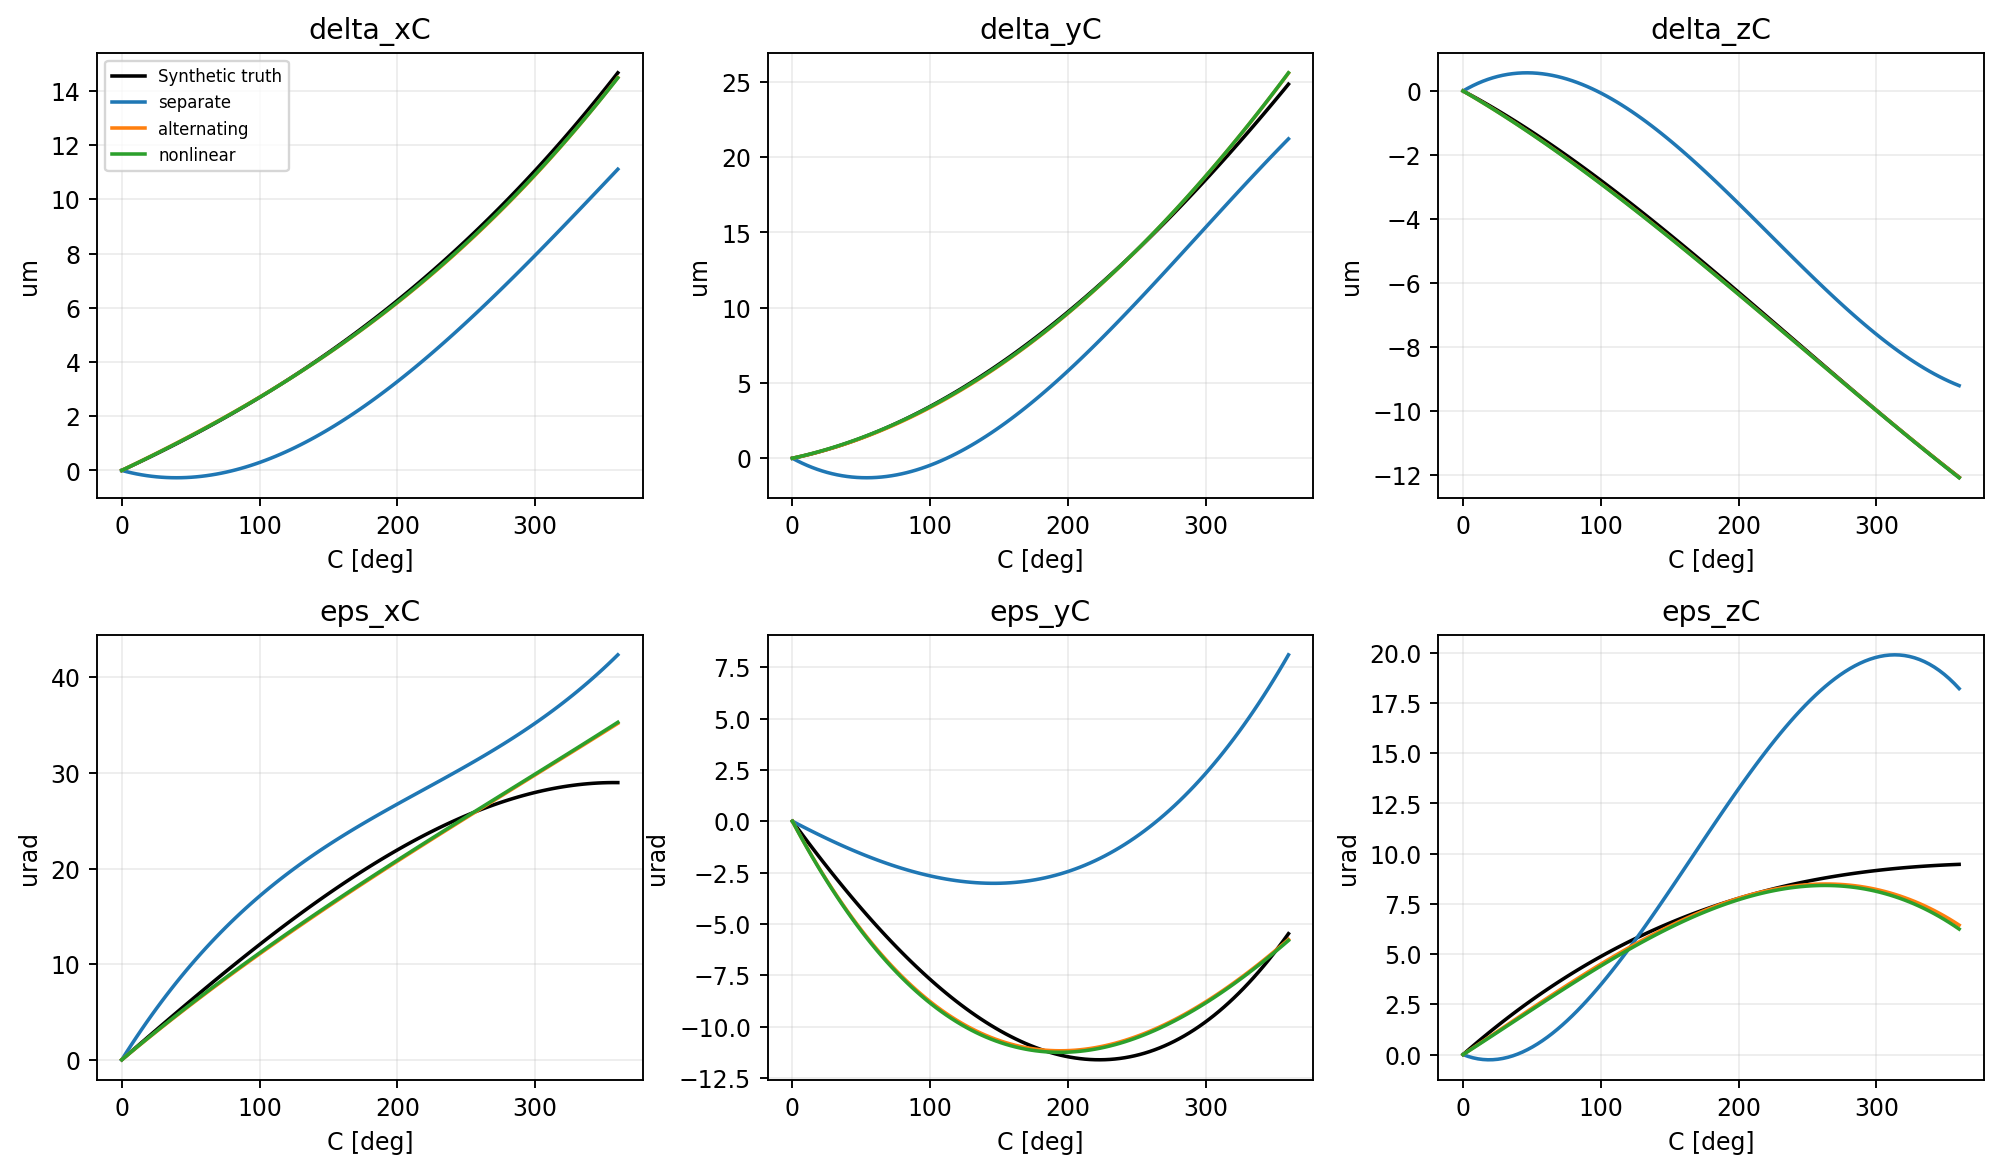 delta_xC
delta_yC
delta_zC
Synthetic truth
separate
alternating
nonlinear
um
14
12
10
8
6
4
2
0
0 100 200 300
C [deg]
um
25
20
15
10
5
0
0 100 200 300
C [deg]
um
0
−2
−4
−6
−8
−10
−12
0 100 200 300
C [deg]
eps_xC
eps_yC
eps_zC
urad
40
30
20
10
0
0 100 200 300
C [deg]
urad
7.5
5.0
2.5
0.0
−2.5
−5.0
−7.5
−10.0
−12.5
0 100 200 300
C [deg]
urad
20.0
17.5
15.0
12.5
10.0
7.5
5.0
2.5
0.0
0 100 200 300
C [deg]